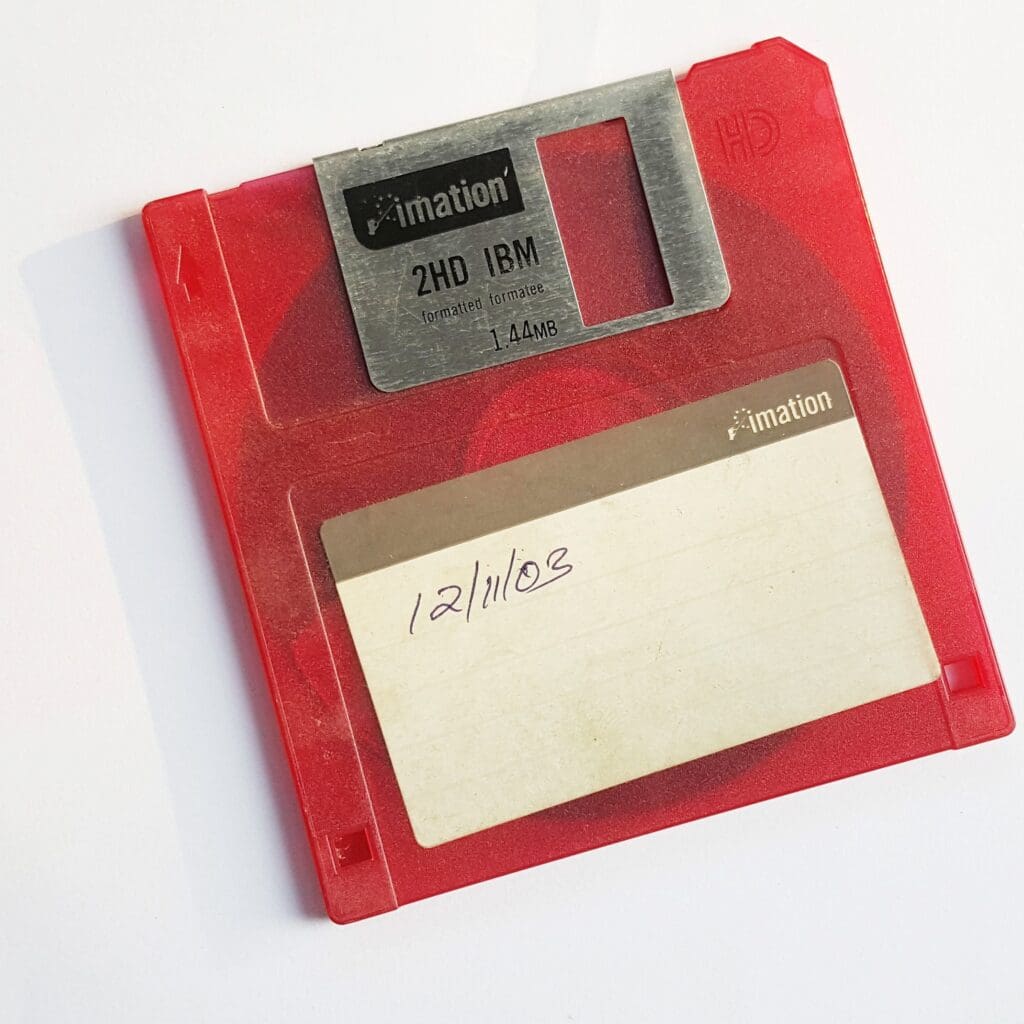 HD
imation
2HD IBM
formatted formatee
1.44MB
imation
12/11/03